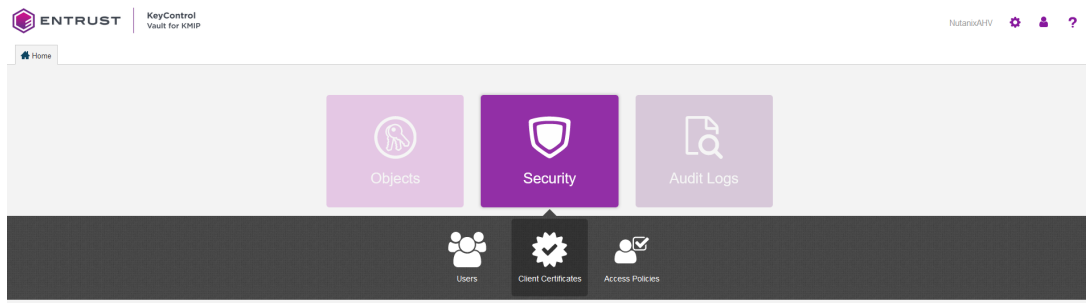 ENTRUST
KeyControl
Vault for KMIP
NutanixAHV
?
Home
Objects
Security
Audit Logs
Users
Client Certificates
Access Policies